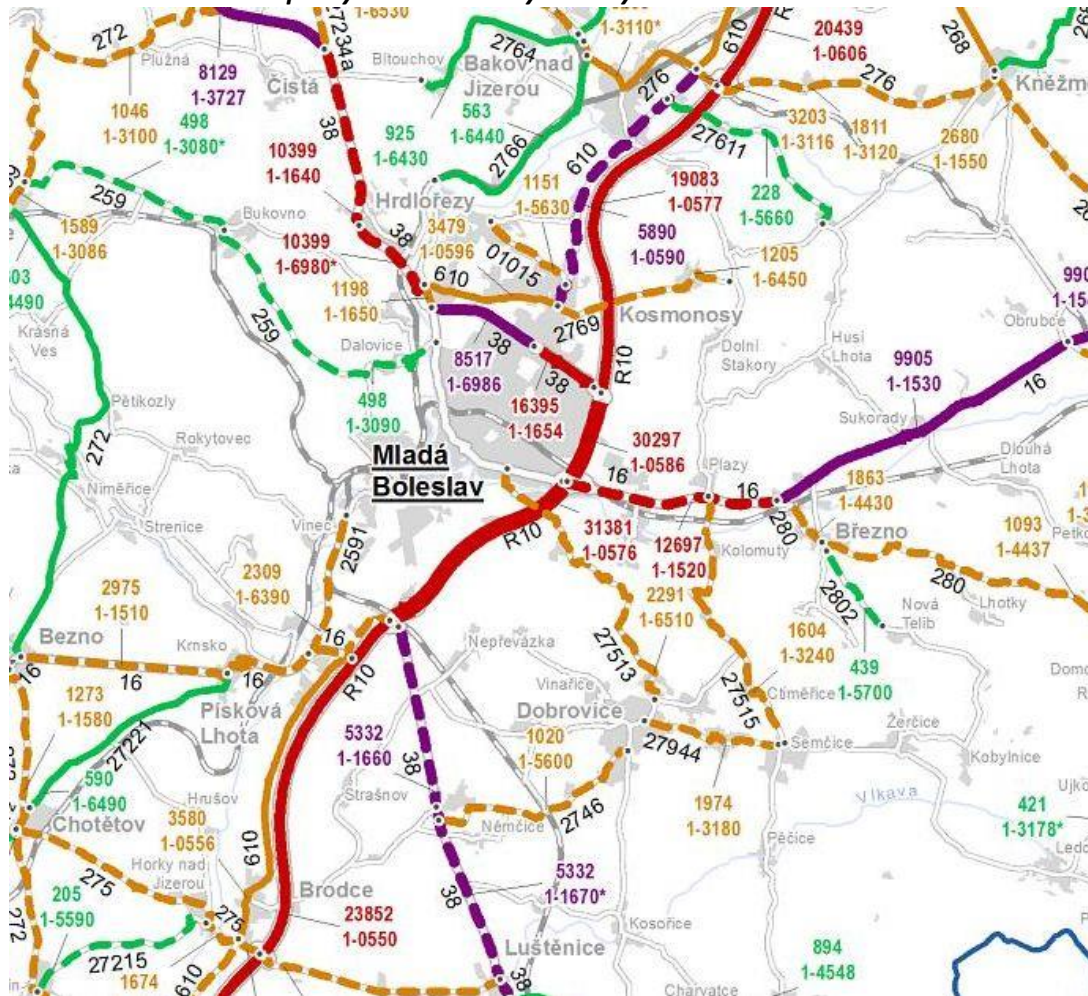 272
27234a
1-6530
2764
1-3110*
610
20439
1-0606
268
Plužná
8129
1-3727
Čistá
Bítouchov
Bakov nad
Jizerou
276
276
Kněžm
1046
1-3100
498
1-3080*
38
925
1-6430
563
1-6440
2766
3203
1-3116
1811
1-3120
2680
1-1550
27611
10399
1-1640
610
19083
1-0577
228
1-5660
259
Bukovno
Hrdlořezy
1151
1-5630
1589
1-3086
38
3479
1-0596
01015
5890
1-0590
1205
1-6450
10399
1-6980*
610
1198
1-1650
2769
Kosmonosy
Obrubce
Krásná
Ves
259
Dalovice
38
8517
1-6986
38
R10
Dolní
Stakory
Husí
Lhota
9905
1-1530
16
Pětikozly
498
1-3090
16395
1-1654
Sukorady
272
Rokytovec
Mladá
Boleslav
30297
1-0586
16
Plazy
16
Dlouhá
Lhota
1863
1-4430
Niměřice
Strenice
Vinec
2591
R10
31381
1-0576
12697
1-1520
Kolomuty
280
Březno
1093
1-4437
2975
1-1510
2309
1-6390
2291
1-6510
2802
280
Lhotky
Nová
Telib
1604
1-3240
Bezno
Krnsko
16
Nepřevázka
27513
439
1-5700
16
16
16
R10
Vinařice
27515
Ctiměřice
1273
1-1580
Písková
Lhota
5332
1-1660
38
Dobrovice
1020
1-5600
27944
Semčice
Žerčice
Kobylnice
27221
590
1-6490
Hrušov
Strašnov
2746
1974
1-3180
Vlkava
421
1-3178*
Chotětov
3580
1-0556
Němčice
Pěčice
610
275
Horky nad
Jizerou
5332
1-1670*
38
205
1-5590
Brodce
272
275
23852
1-0550
Kosořice
27215
1674
Luštěnice
894
1-4548
610
38
Charvatce